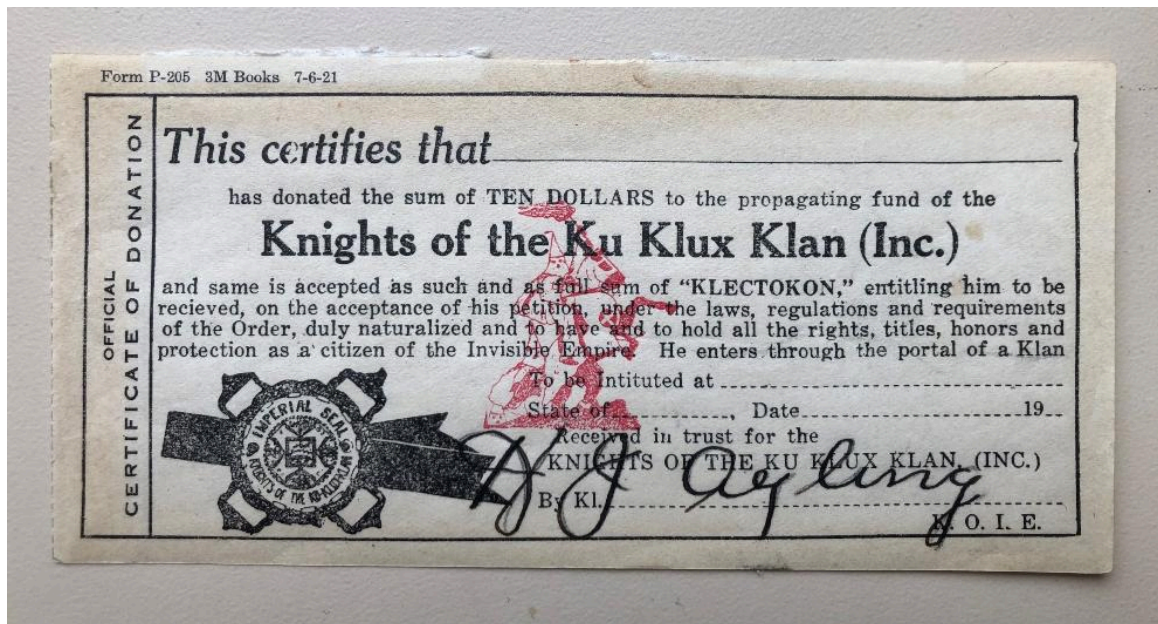 Form P-205 3M Books 7-6-21
OFFICIAL
CERTIFICATE OF DONATION
This certifies that
has donated the sum of TEN DOLLARS to the propagating fund of the
Knights of the Ku Klux Klan (Inc.)
and same is accepted as such and as full sum of "KLECTOKON," entitling him to be
recieved, on the acceptance of his petition, under the laws, regulations and requirements
of the Order, duly naturalized and to have and to hold all the rights, titles, honors and
protection as a citizen of the Invisible Empire. He enters through the portal of a Klan
To be Intituted at
State of , Date 19
Received in trust for the
KNIGHTS OF THE KU KLUX KLAN, (INC.)
By Kl.
K. O. I. E.
IMPERIAL SEAL
KNIGHTS OF THE KU-KLUX-KLAN